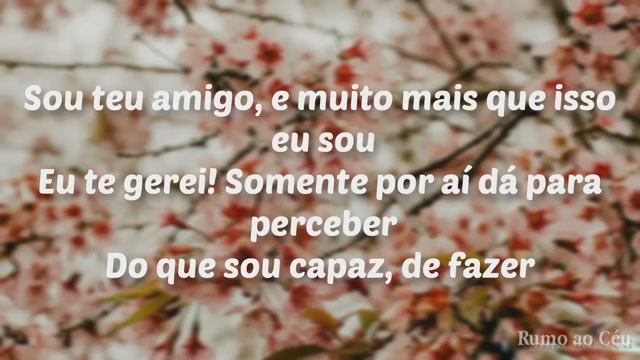 Sou teu amigo, e muito mais que isso
eu sou
Eu te gerei! Somente por aí dá para
perceber
Do que sou capaz, de fazer
Rumo ao Céu